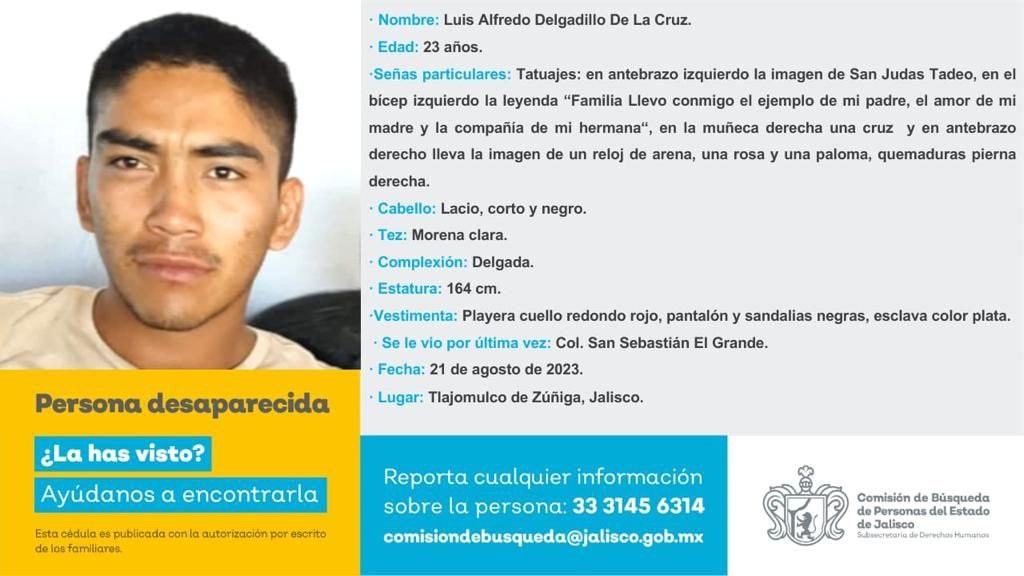 · Nombre: Luis Alfredo Delgadillo De La Cruz.
· Edad: 23 años.
·Señas particulares: Tatuajes: en antebrazo izquierdo la imagen de San Judas Tadeo, en el
bícep izquierdo la leyenda “Familia Llevo conmigo el ejemplo de mi padre, el amor de mi
madre y la compañía de mi hermana“, en la muñeca derecha una cruz y en antebrazo
derecho lleva la imagen de un reloj de arena, una rosa y una paloma, quemaduras pierna
derecha.
· Cabello: Lacio, corto y negro.
· Tez: Morena clara.
· Complexión: Delgada.
· Estatura: 164 cm.
·Vestimenta: Playera cuello redondo rojo, pantalón y sandalias negras, esclava color plata.
· Se le vio por última vez: Col. San Sebastián El Grande.
· Fecha: 21 de agosto de 2023.
· Lugar: Tlajomulco de Zúñiga, Jalisco.
Persona desaparecida
¿La has visto?
Ayúdanos a encontrarla
Esta cédula es publicada con la autorización por escrito
de los familiares.
Reporta cualquier información
sobre la persona: 33 3145 6314
comisiondebusqueda@jalisco.gob.mx
Comisión de Búsqueda
de Personas del Estado
de Jalisco
Subsecretaría de Derechos Humanos